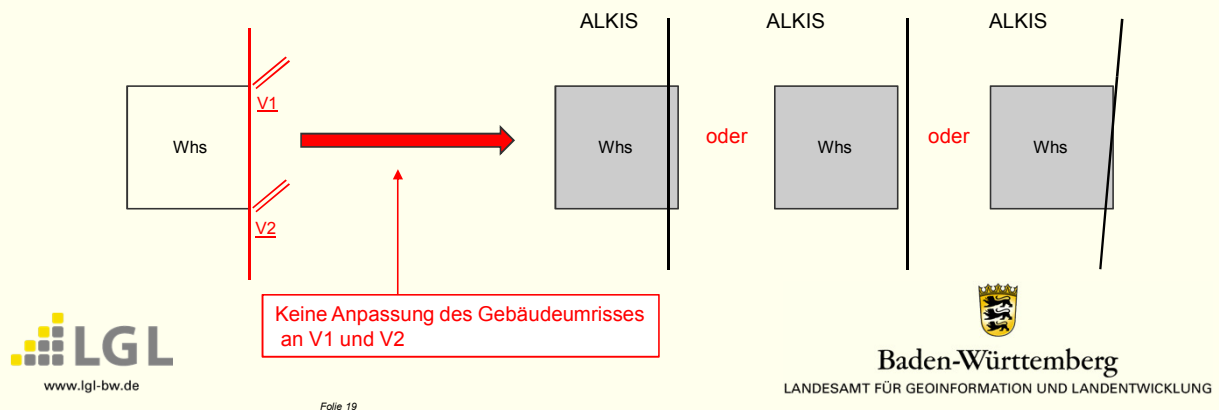 ALKIS
ALKIS
ALKIS
V1
Whs
Whs
oder
Whs
oder
Whs
V2
Keine Anpassung des Gebäudeumrisses
an V1 und V2
LGL
www.lgl-bw.de
Baden-Württemberg
LANDESAMT FÜR GEOINFORMATION UND LANDENTWICKLUNG
Folie 19